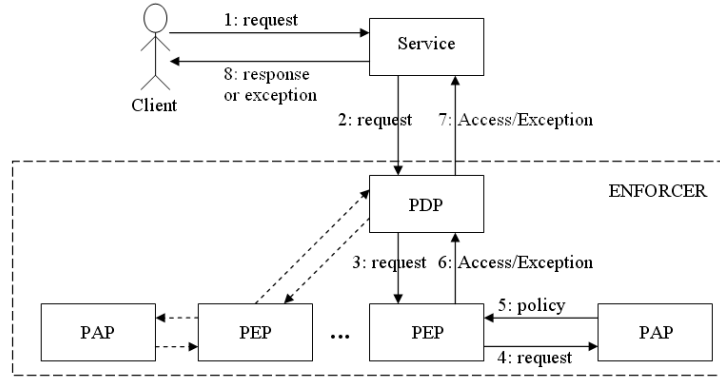 1: request
Service
8: response
or exception
Client
2: request
7: Access/Exception
ENFORCER
PDP
3: request
6: Access/Exception
PAP
PEP
...
PEP
5: policy
4: request
PAP